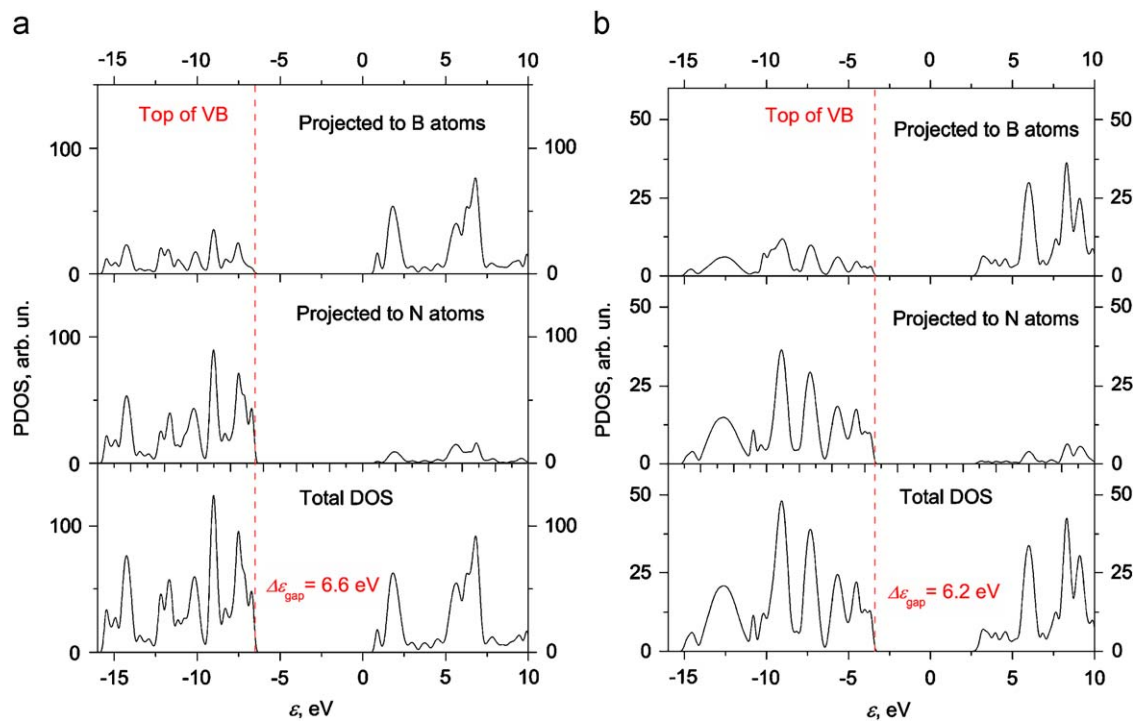 a
b
-15 -10 -5 0 5 10
-15 -10 -5 0 5 10
Top of VB
Projected to B atoms
100
0
100
0
Projected to N atoms
100
0
100
0
Total DOS
Δε_gap = 6.6 eV
100
0
100
0
PDOS, arb. un.
-15 -10 -5 0 5 10
ε, eV
Top of VB
Projected to B atoms
50
25
0
50
25
0
Projected to N atoms
50
25
0
50
25
0
Total DOS
Δε_gap = 6.2 eV
50
25
0
50
25
0
PDOS, arb. un.
-15 -10 -5 0 5 10
ε, eV